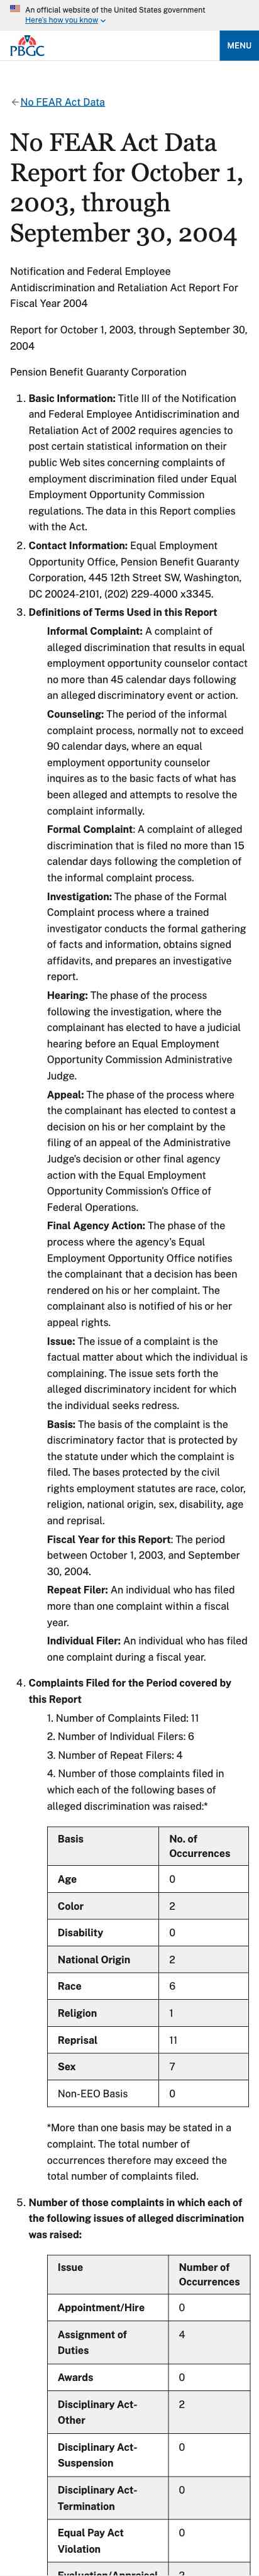 An official website of the United States government
Here's how you know
PBGC
MENU
No FEAR Act Data
No FEAR Act Data
Report for October 1,
2003, through
September 30, 2004
Notification and Federal Employee
Antidiscrimination and Retaliation Act Report For
Fiscal Year 2004
Report for October 1, 2003, through September 30,
2004
Pension Benefit Guaranty Corporation
1. Basic Information: Title III of the Notification
and Federal Employee Antidiscrimination and
Retaliation Act of 2002 requires agencies to
post certain statistical information on their
public Web sites concerning complaints of
employment discrimination filed under Equal
Employment Opportunity Commission
regulations. The data in this Report complies
with the Act.
2. Contact Information: Equal Employment
Opportunity Office, Pension Benefit Guaranty
Corporation, 445 12th Street SW, Washington,
DC 20024-2101, (202) 229-4000 x3345.
3. Definitions of Terms Used in this Report
Informal Complaint: A complaint of
alleged discrimination that results in equal
employment opportunity counselor contact
no more than 45 calendar days following
an alleged discriminatory event or action.
Counseling: The period of the informal
complaint process, normally not to exceed
90 calendar days, where an equal
employment opportunity counselor
inquires as to the basic facts of what has
been alleged and attempts to resolve the
complaint informally.
Formal Complaint: A complaint of alleged
discrimination that is filed no more than 15
calendar days following the completion of
the informal complaint process.
Investigation: The phase of the Formal
Complaint process where a trained
investigator conducts the formal gathering
of facts and information, obtains signed
affidavits, and prepares an investigative
report.
Hearing: The phase of the process
following the investigation, where the
complainant has elected to have a judicial
hearing before an Equal Employment
Opportunity Commission Administrative
Judge.
Appeal: The phase of the process where
the complainant has elected to contest a
decision on his or her complaint by the
filing of an appeal of the Administrative
Judge's decision or other final agency
action with the Equal Employment
Opportunity Commission's Office of
Federal Operations.
Final Agency Action: The phase of the
process where the agency's Equal
Employment Opportunity Office notifies
the complainant that a decision has been
rendered on his or her complaint. The
complainant also is notified of his or her
appeal rights.
Issue: The issue of a complaint is the
factual matter about which the individual is
complaining. The issue sets forth the
alleged discriminatory incident for which
the individual seeks redress.
Basis: The basis of the complaint is the
discriminatory factor that is protected by
the statute under which the complaint is
filed. The bases protected by the civil
rights employment statutes are race, color,
religion, national origin, sex, disability, age
and reprisal.
Fiscal Year for this Report: The period
between October 1, 2003, and September
30, 2004.
Repeat Filer: An individual who has filed
more than one complaint within a fiscal
year.
Individual Filer: An individual who has filed
one complaint during a fiscal year.
4. Complaints Filed for the Period covered by
this Report
1. Number of Complaints Filed: 11
2. Number of Individual Filers: 6
3. Number of Repeat Filers: 4
4. Number of those complaints filed in
which each of the following bases of
alleged discrimination was raised:*
Basis No. of
Occurrences
Age 0
Color 2
Disability 0
National Origin 2
Race 6
Religion 1
Reprisal 11
Sex 7
Non-EEO Basis 0
*More than one basis may be stated in a
complaint. The total number of
occurrences therefore may exceed the
total number of complaints filed.
5. Number of those complaints in which each of
the following issues of alleged discrimination
was raised:
Issue Number of
Occurrences
Appointment/Hire 0
Assignment of 4
Duties
Awards 0
Disciplinary Act- 2
Other
Disciplinary Act- 0
Suspension
Disciplinary Act- 0
Termination
Equal Pay Act 0
Violation